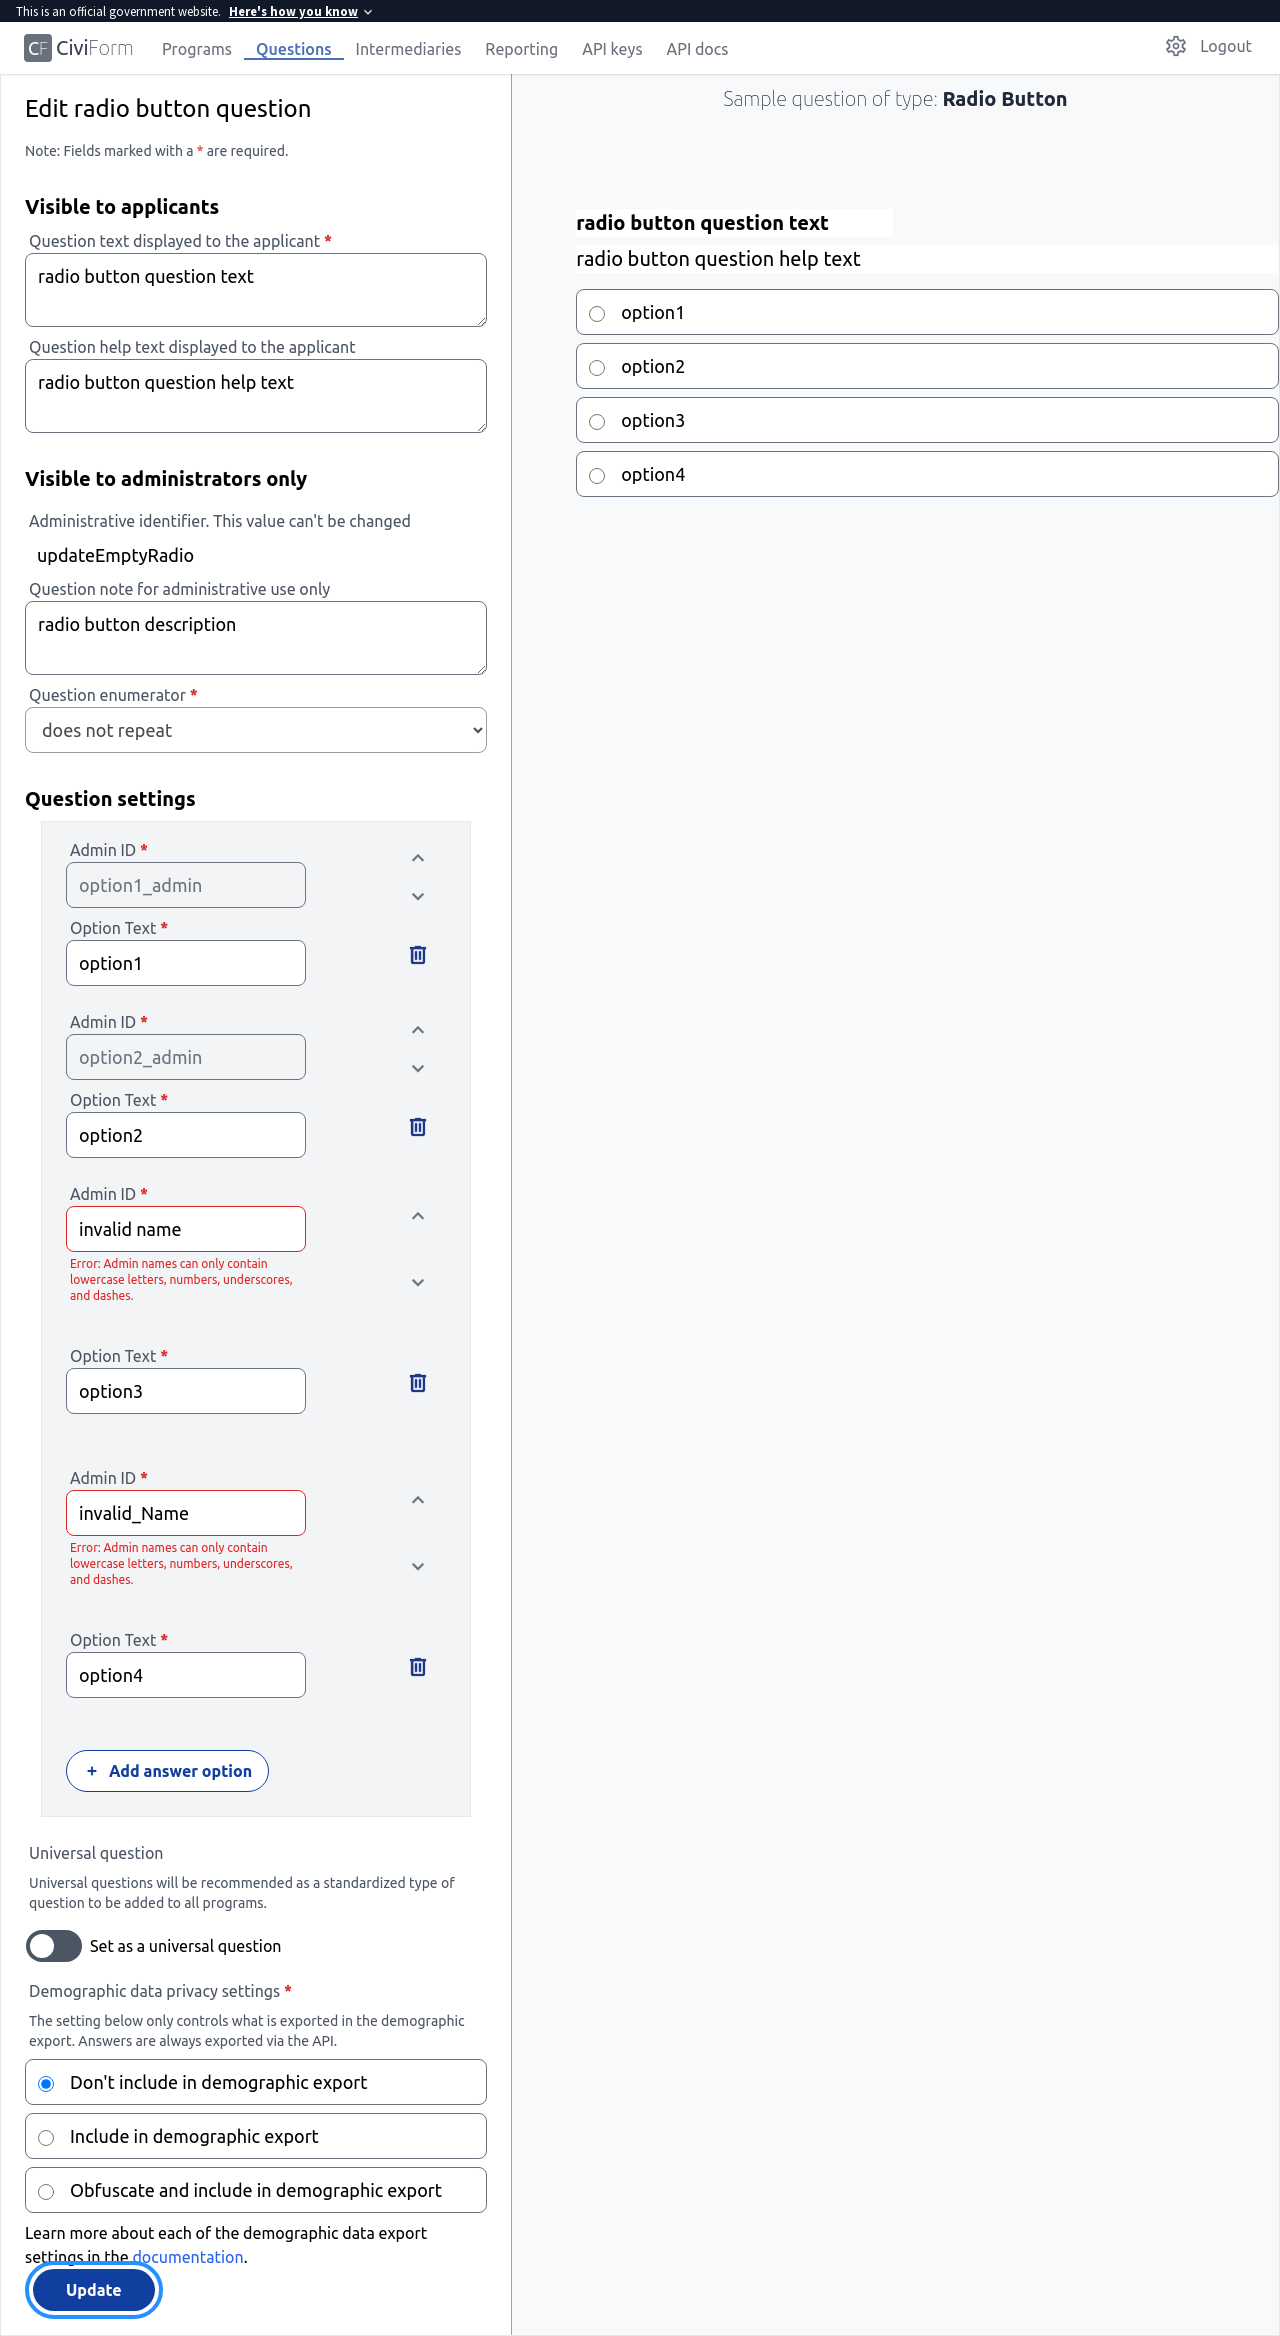 This is an official government website. Here's how you know
CF CiviForm Programs Questions Intermediaries Reporting API keys API docs Logout
Edit radio button question
Note: Fields marked with a * are required.
Visible to applicants
Question text displayed to the applicant *
radio button question text
Question help text displayed to the applicant
radio button question help text
Visible to administrators only
Administrative identifier. This value can't be changed
updateEmptyRadio
Question note for administrative use only
radio button description
Question enumerator *
does not repeat
Question settings
Admin ID *
option1_admin
Option Text *
option1
Admin ID *
option2_admin
Option Text *
option2
Admin ID *
invalid name
Error: Admin names can only contain
lowercase letters, numbers, underscores,
and dashes.
Option Text *
option3
Admin ID *
invalid_Name
Error: Admin names can only contain
lowercase letters, numbers, underscores,
and dashes.
Option Text *
option4
+ Add answer option
Universal question
Universal questions will be recommended as a standardized type of
question to be added to all programs.
Set as a universal question
Demographic data privacy settings *
The setting below only controls what is exported in the demographic
export. Answers are always exported via the API.
Don't include in demographic export
Include in demographic export
Obfuscate and include in demographic export
Learn more about each of the demographic data export
settings in the documentation.
Update
Sample question of type: Radio Button
radio button question text
radio button question help text
option1
option2
option3
option4